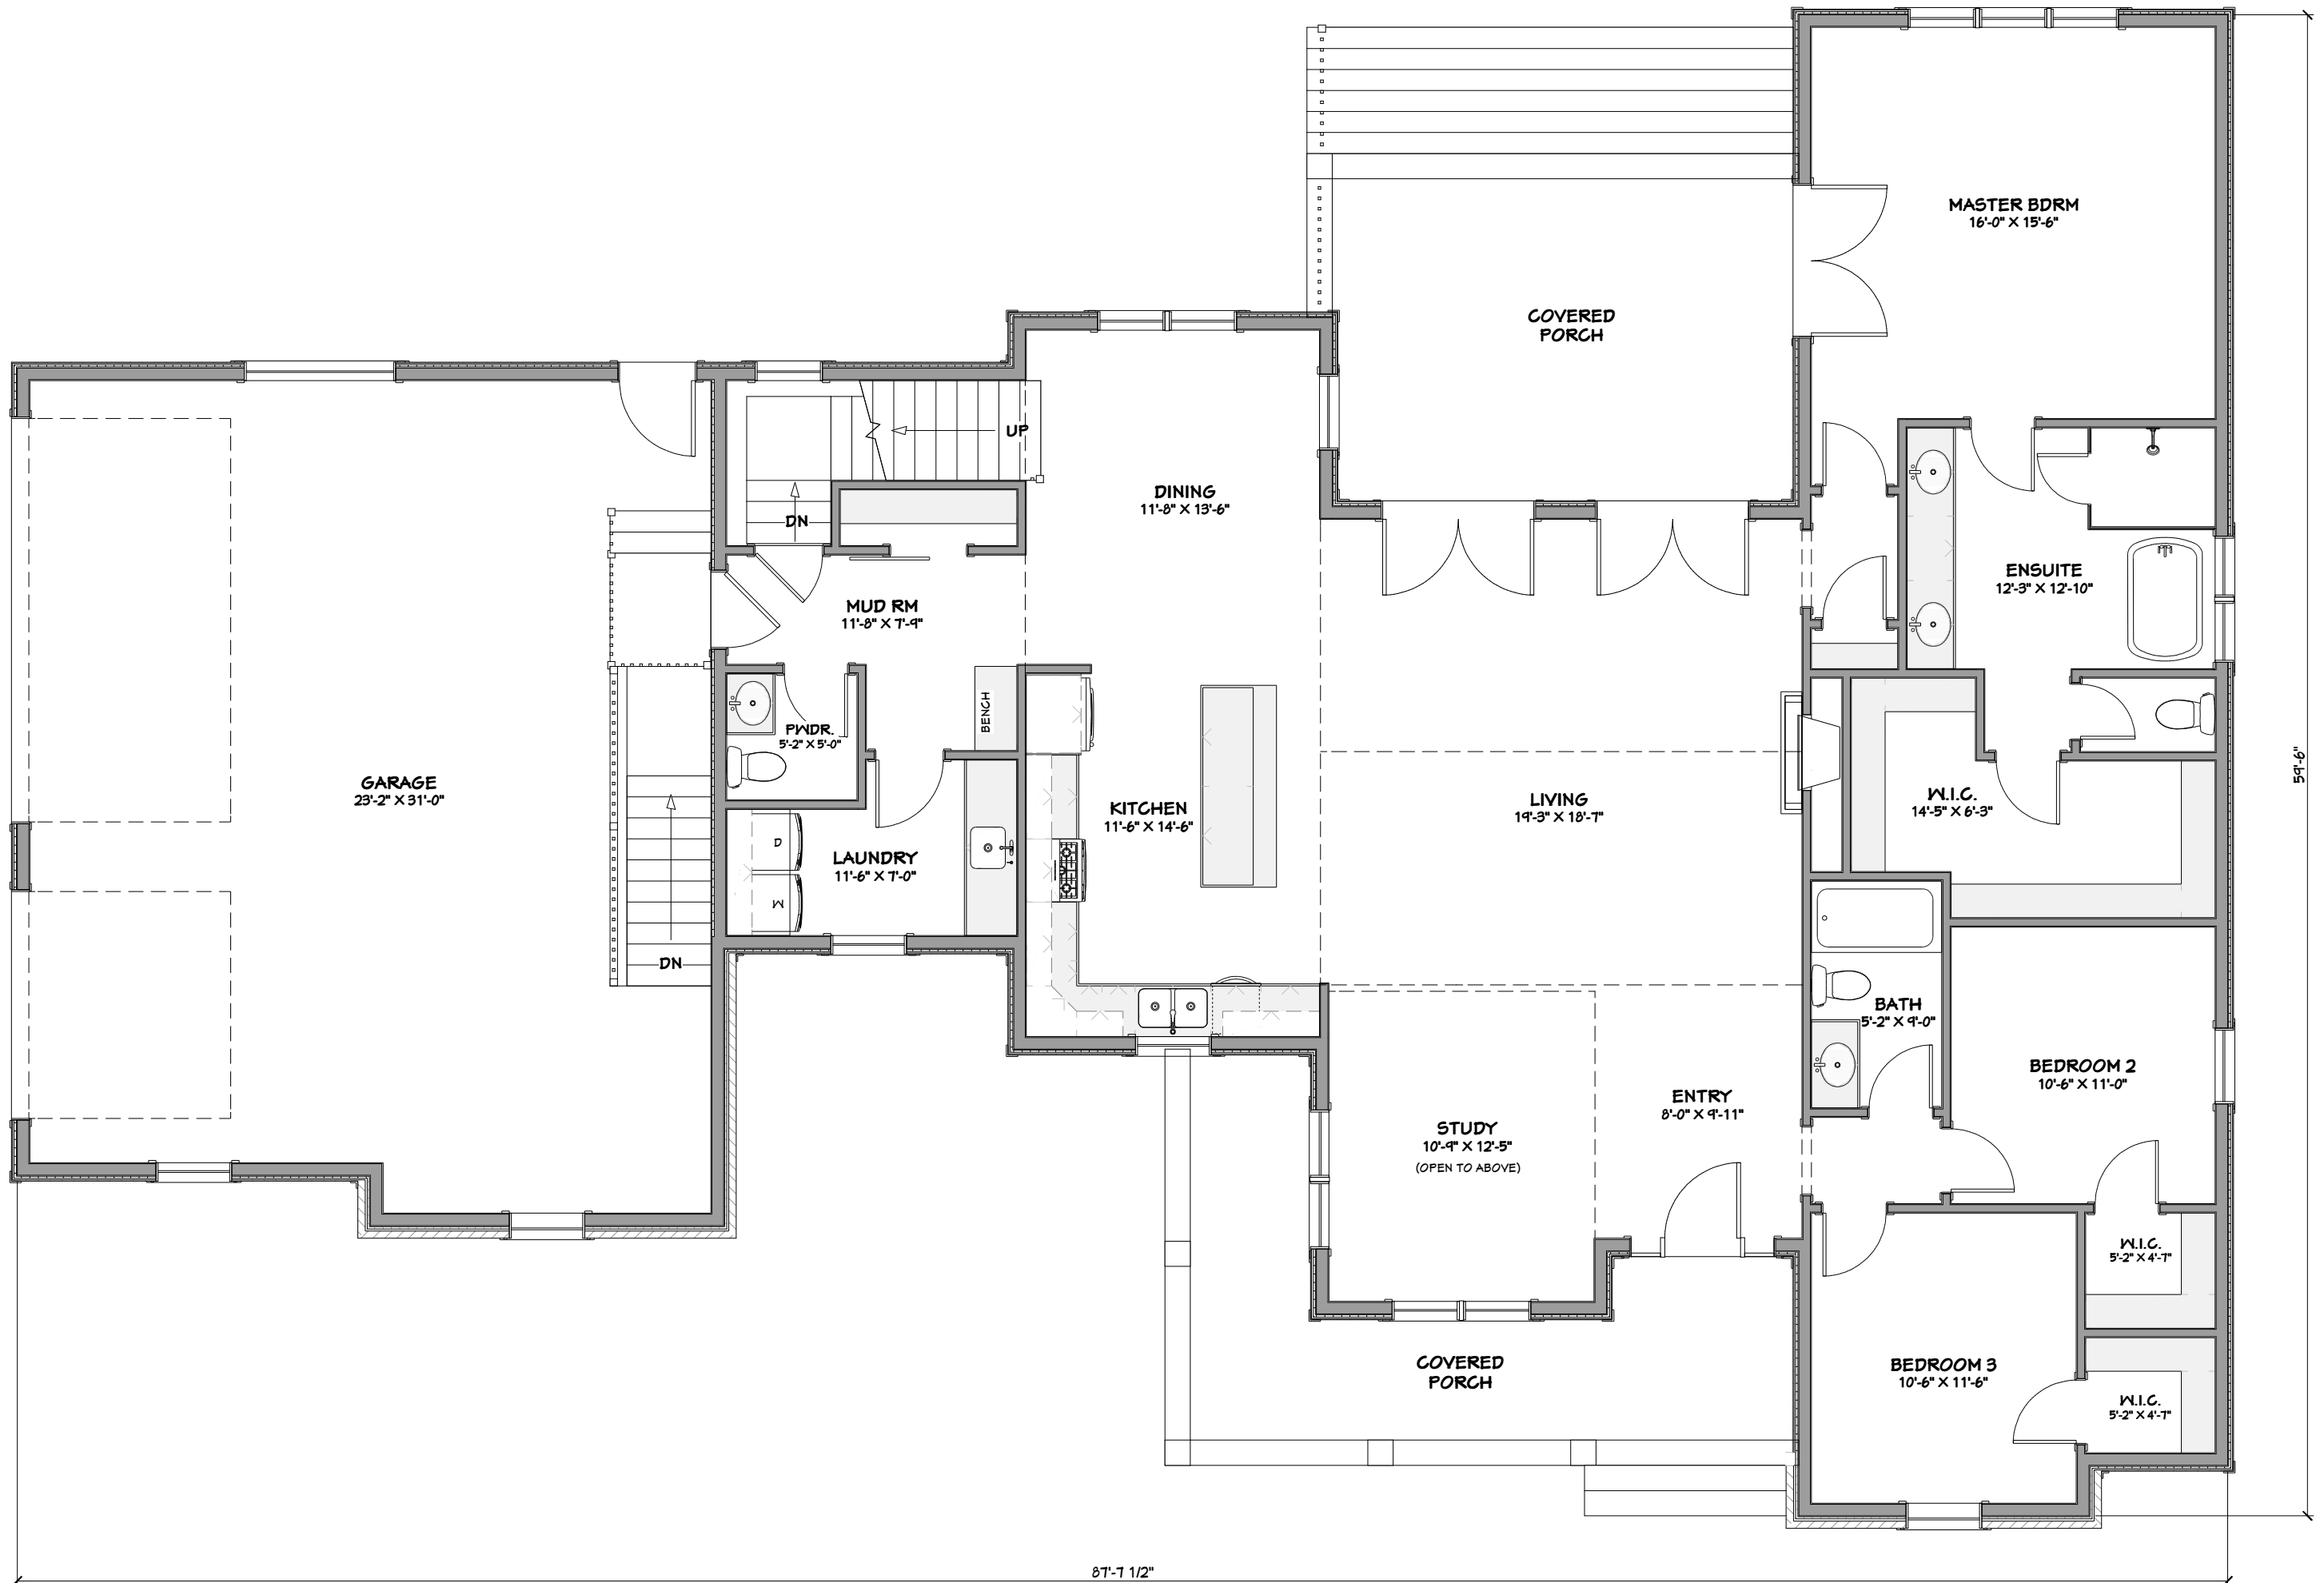 MASTER BDRM
16'-0" X 15'-6"
COVERED
PORCH
UP
DINING
11'-8" X 13'-6"
DN
ENSUITE
12'-3" X 12'-10"
MUD RM
11'-8" X 7'-9"
BENCH
PWDR.
5'-2" X 5'-0"
59'-6"
GARAGE
23'-2" X 31'-0"
KITCHEN
11'-6" X 14'-6"
LIVING
19'-3" X 18'-7"
W.I.C.
14'-5" X 6'-3"
D
LAUNDRY
11'-6" X 7'-0"
W
DN
BATH
5'-2" X 9'-0"
BEDROOM 2
10'-6" X 11'-0"
ENTRY
8'-0" X 9'-11"
STUDY
10'-9" X 12'-5"
(OPEN TO ABOVE)
W.I.C.
5'-2" X 4'-7"
COVERED
PORCH
BEDROOM 3
10'-6" X 11'-6"
W.I.C.
5'-2" X 4'-7"
87'-7 1/2"